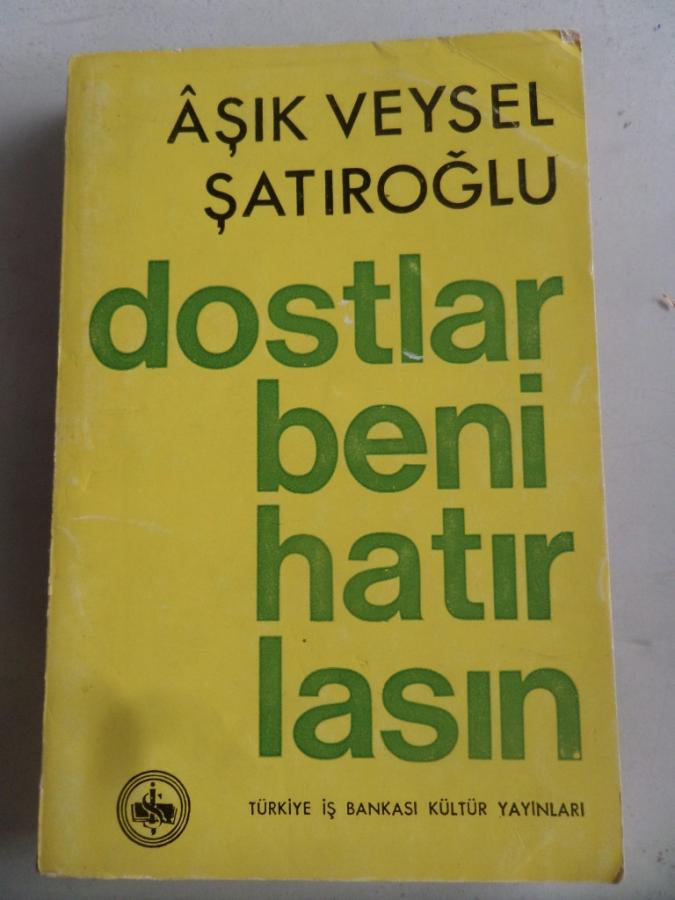 ÂŞIK VEYSEL
ŞATIROĞLU
dostlar
beni
hatır
lasın
TÜRKİYE İŞ BANKASI KÜLTÜR YAYINLARI